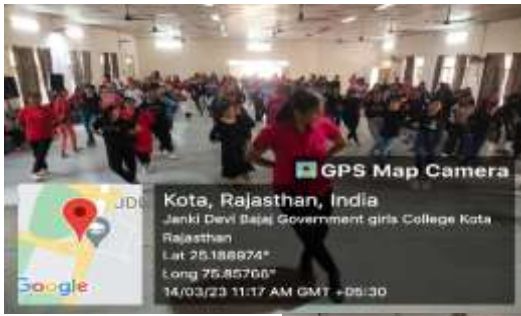 GPS Map Camera
Kota, Rajasthan, India
Janki Devi Bajaj Government girls College Kota
Rajasthan
Lat 25.188974°
Long 75.85766°
14/03/23 11:17 AM GMT +05:30
Google